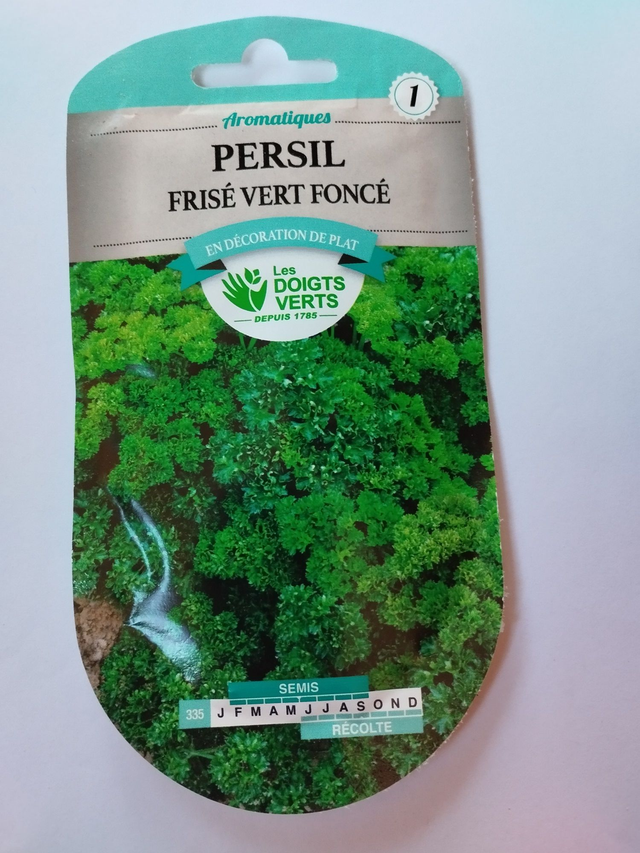 1
Aromatiques
PERSIL
FRISÉ VERT FONCÉ
EN DÉCORATION DE PLAT
Les
DOIGTS
VERTS
DEPUIS 1785
SEMIS
335 J F M A M J J A S O N D
RÉCOLTE